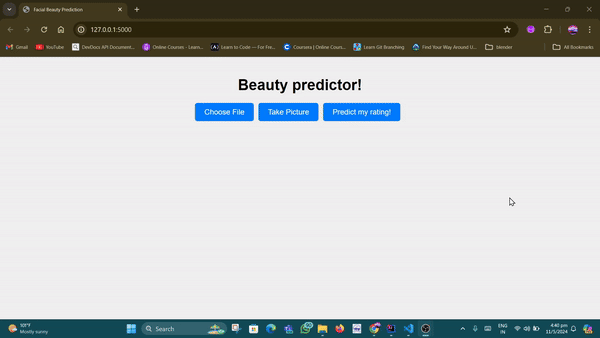 Facial Beauty Prediction
127.0.0.1:5000
Gmail YouTube DevDocs API Document... Online Courses - Learn... Learn to Code — For Fre... Coursera | Online Court... Learn Git Branching Find Your Way Around U... blender All Bookmarks
Beauty predictor!
Choose File Take Picture Predict my rating!
101°F
Mostly sunny
Search
ENG
IN
4:40 pm
11/5/2024